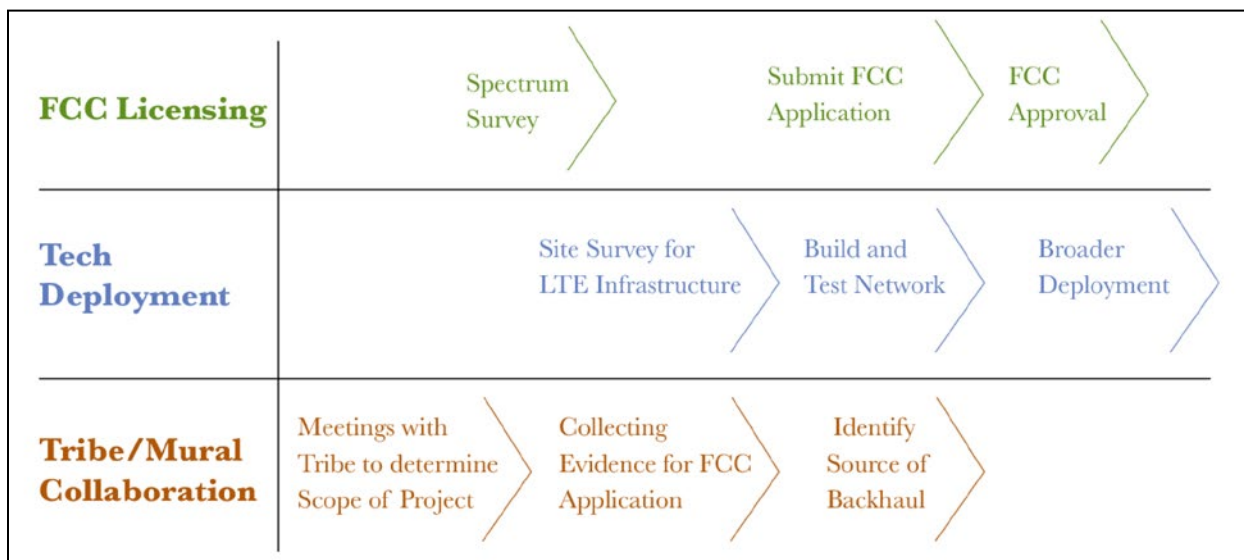 FCC Licensing
Spectrum
Survey
Submit FCC
Application
FCC
Approval
Tech
Deployment
Site Survey for
LTE Infrastructure
Build and
Test Network
Broader
Deployment
Tribe/Mural
Collaboration
Meetings with
Tribe to determine
Scope of Project
Collecting
Evidence for FCC
Application
Identify
Source of
Backhaul